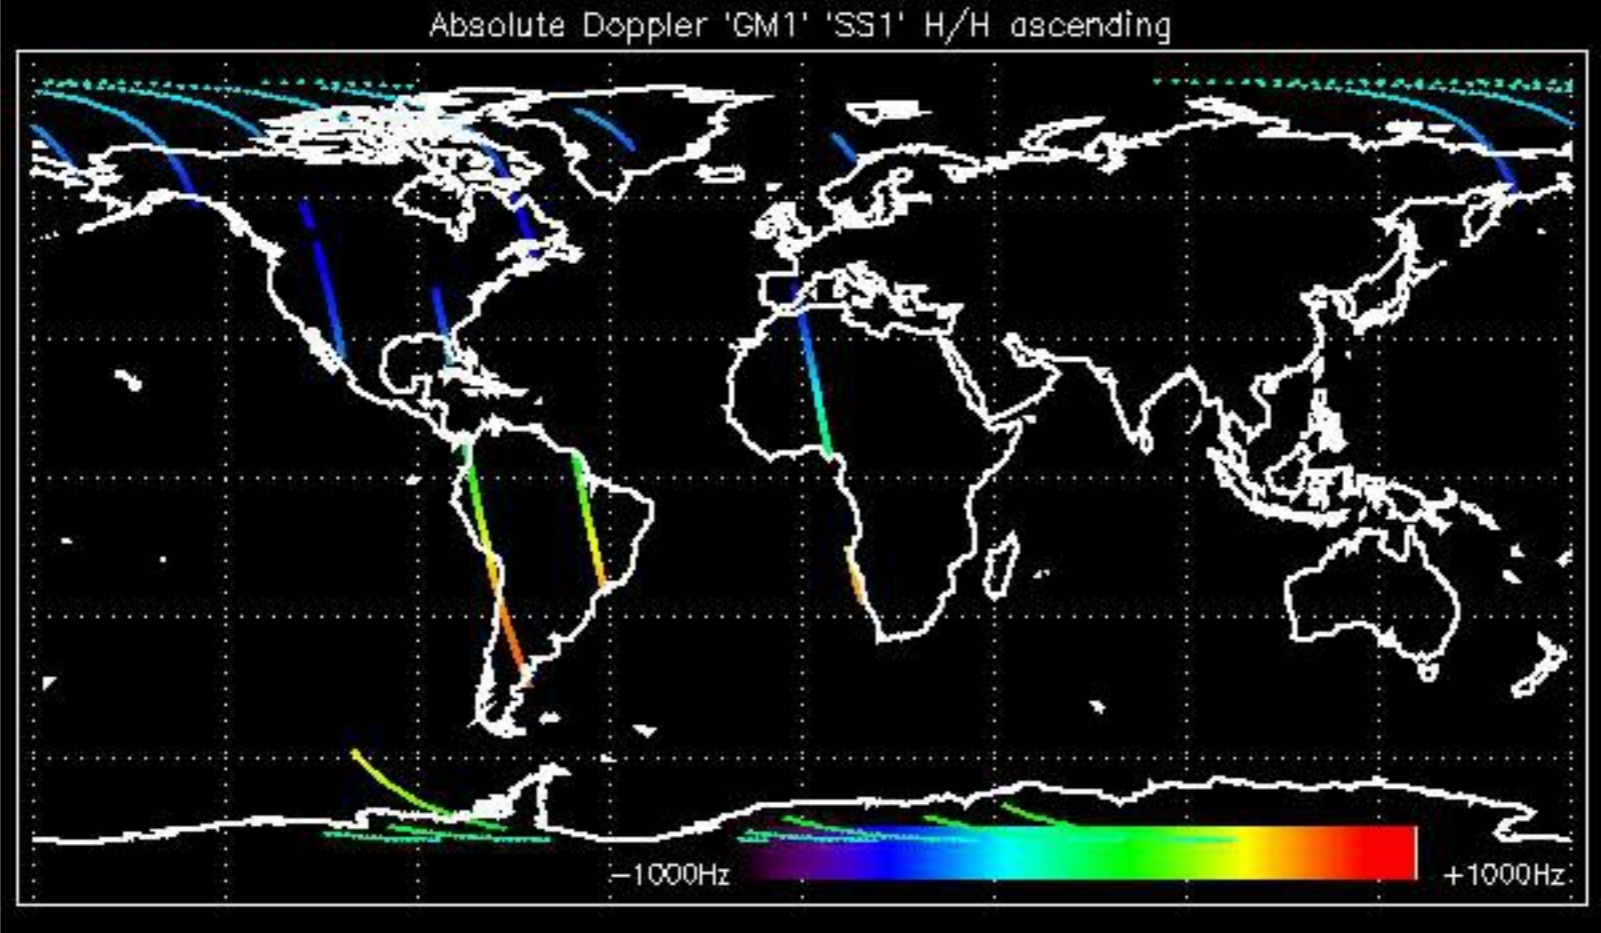 Absolute Doppler 'GM1' 'SS1' H/H ascending
−1000Hz +1000Hz